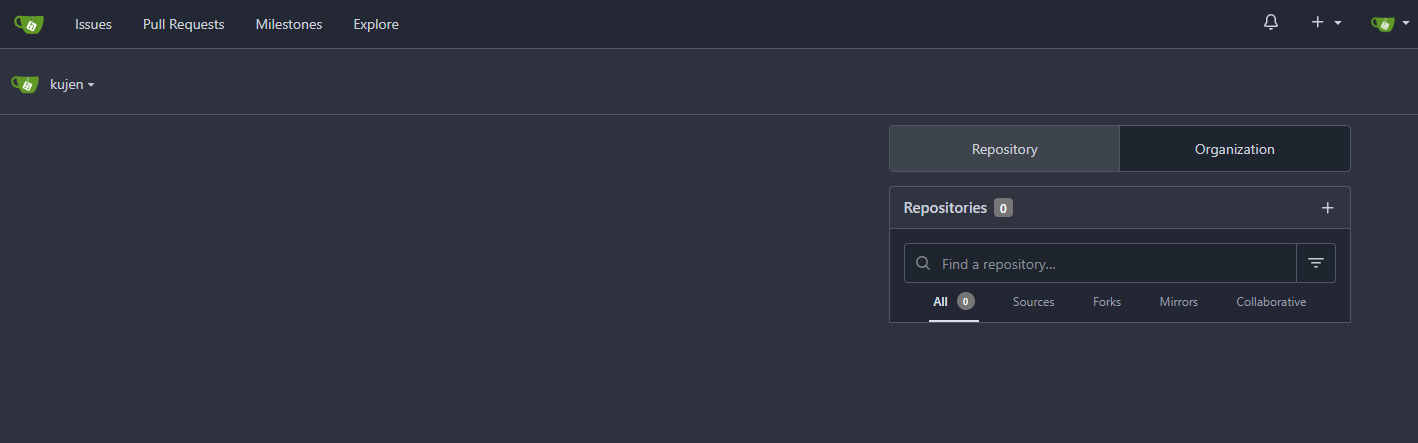 Issues Pull Requests Milestones Explore
kujen
Repository Organization
Repositories 0
Find a repository...
All 0 Sources Forks Mirrors Collaborative